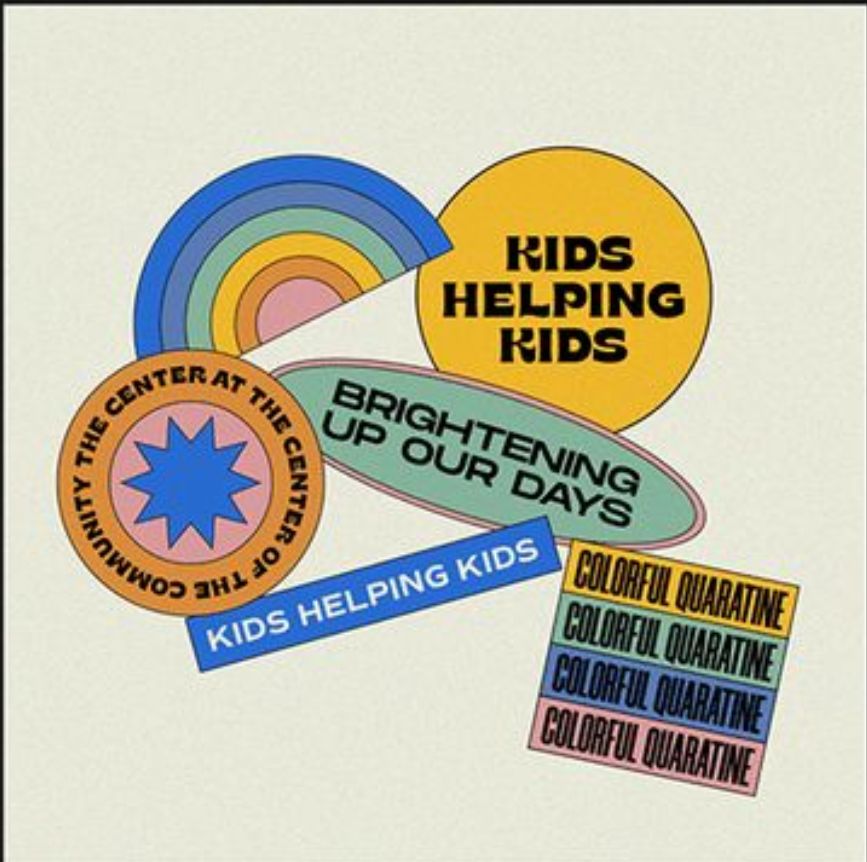 KIDS
HELPING
KIDS
BRIGHTENING
UP OUR DAYS
THE CENTER AT THE CENTER OF THE COMMUNITY
KIDS HELPING KIDS
COLORFUL QUARATINE
COLORFUL QUARATINE
COLORFUL QUARATINE
COLORFUL QUARATINE